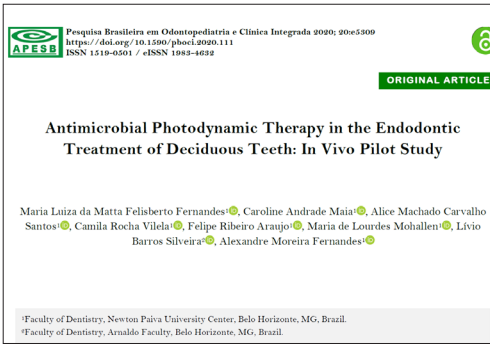 APESB
Pesquisa Brasileira em Odontopediatria e Clínica Integrada 2020; 20:e5309
https://doi.org/10.1590/pboci.2020.111
ISSN 1519-0501 / eISSN 1983-4632
ORIGINAL ARTICLE
Antimicrobial Photodynamic Therapy in the Endodontic
Treatment of Deciduous Teeth: In Vivo Pilot Study
Maria Luiza da Matta Felisberto Fernandes¹, Caroline Andrade Maia¹, Alice Machado Carvalho
Santos¹, Camila Rocha Vilela¹, Felipe Ribeiro Araujo¹, Maria de Lourdes Mohallen¹, Lívio
Barros Silveira², Alexandre Moreira Fernandes¹
¹Faculty of Dentistry, Newton Paiva University Center, Belo Horizonte, MG, Brazil.
²Faculty of Dentistry, Arnaldo Faculty, Belo Horizonte, MG, Brazil.